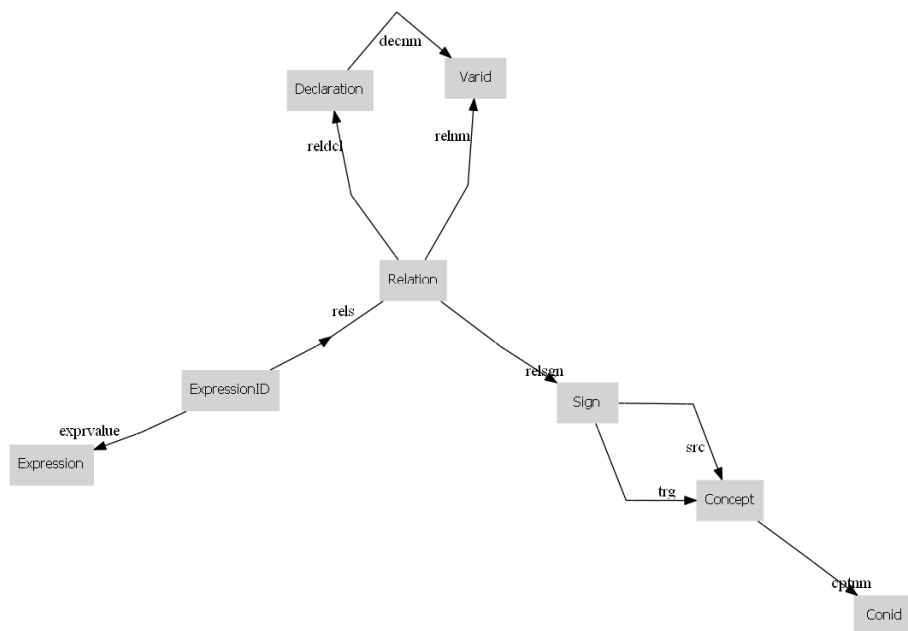 decnm
Varid
Declaration
relnm
reldcl
Relation
rels
relsgn
ExpressionID
Sign
exprvalue
src
Expression
trg
Concept
cptnm
Conid